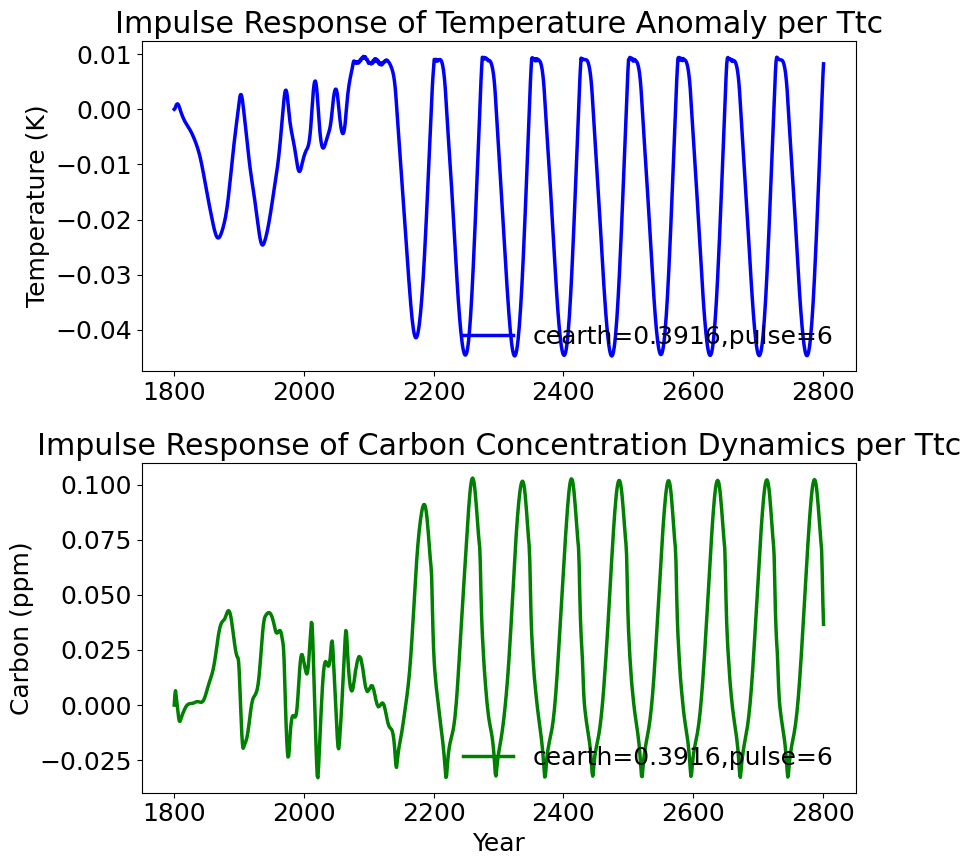 Impulse Response of Temperature Anomaly per Ttc
Temperature (K)
0.01
0.00
−0.01
−0.02
−0.03
−0.04
cearth=0.3916,pulse=6
1800 2000 2200 2400 2600 2800
Impulse Response of Carbon Concentration Dynamics per Ttc
Carbon (ppm)
0.100
0.075
0.050
0.025
0.000
−0.025
cearth=0.3916,pulse=6
1800 2000 2200 2400 2600 2800
Year